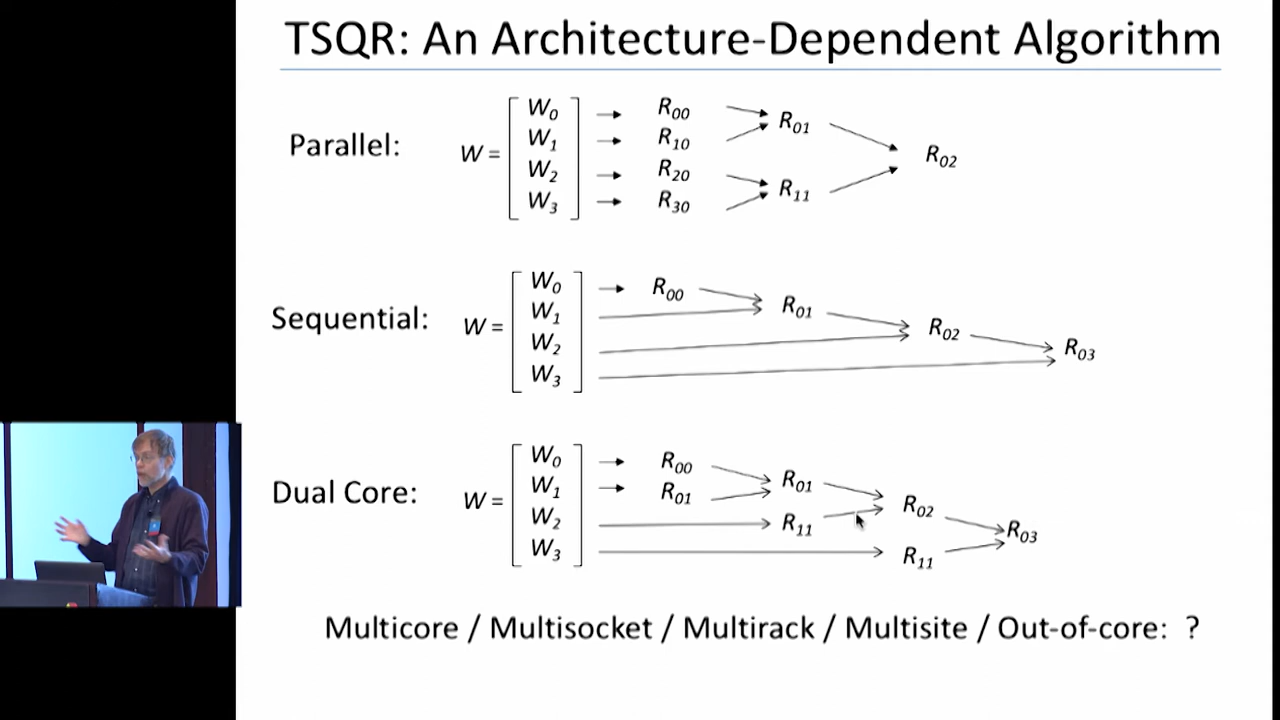 TSQR: An Architecture-Dependent Algorithm
Parallel:
W =
W0
W1
W2
W3
R00
R10
R20
R30
R01
R11
R02
Sequential:
W =
W0
W1
W2
W3
R00
R01
R02
R03
Dual Core:
W =
W0
W1
W2
W3
R00
R01
R01
R11
R02
R11
R03
Multicore / Multisocket / Multirack / Multisite / Out-of-core: ?